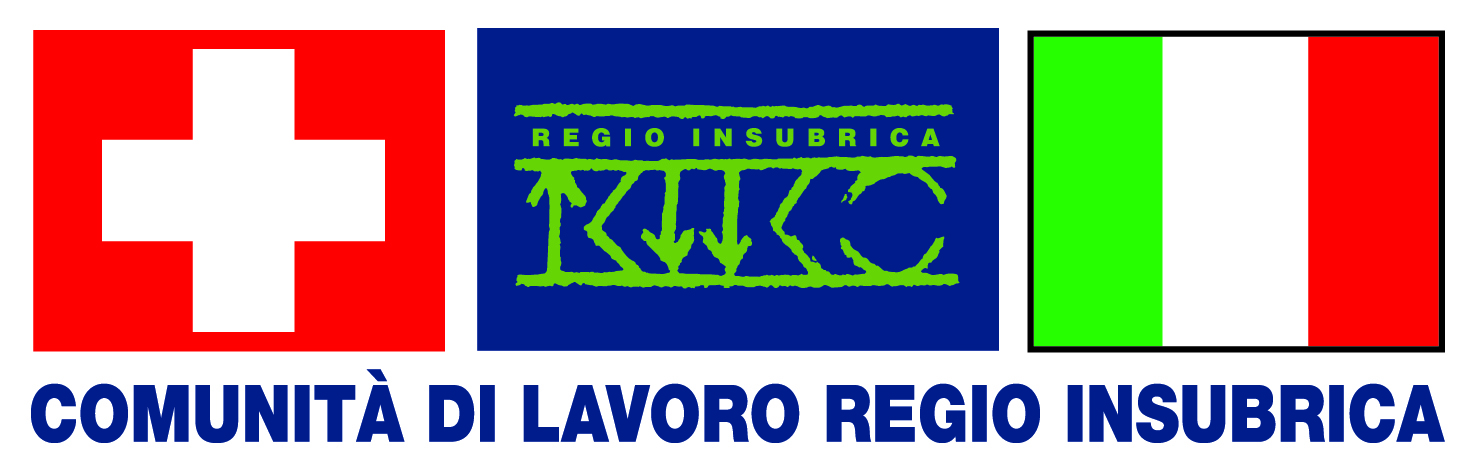 REGIO INSUBRICA
COMUNITÀ DI LAVORO REGIO INSUBRICA